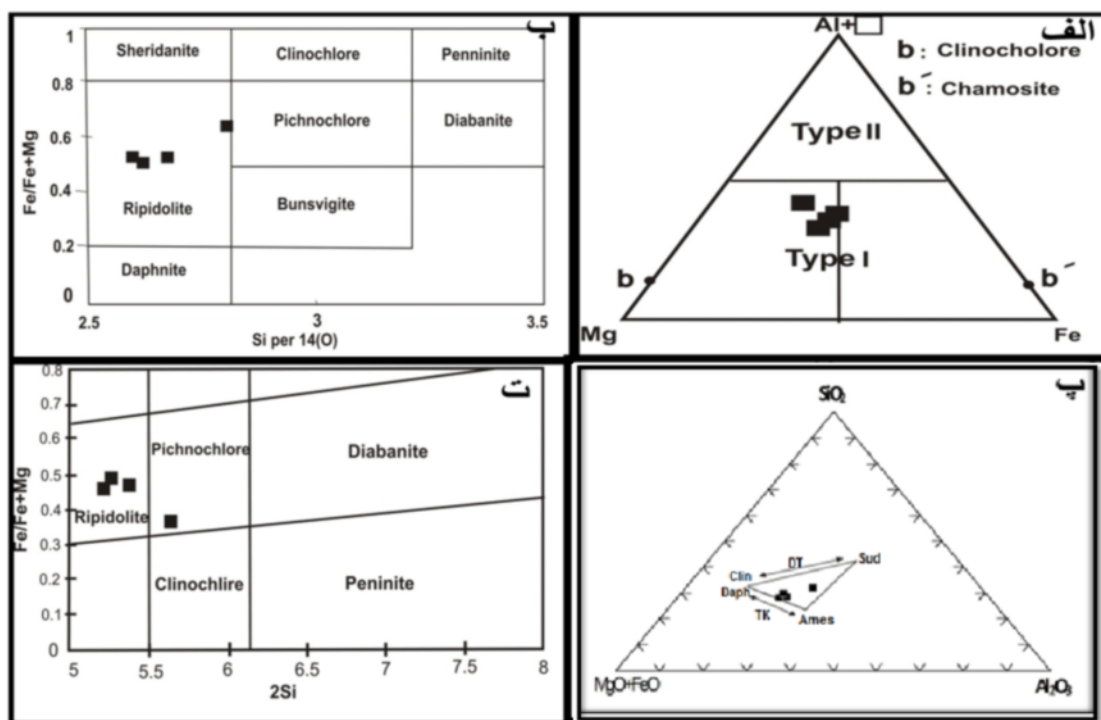 ب
1
0.8
0.6
0.4
0.2
0
Fe/Fe+Mg
Sheridanite
Clinochlore
Penninite
Pichnochlore
Diabanite
Ripidolite
Bunsvigite
Daphnite
2.5
3
3.5
Si per 14(O)
الف
Al+□
b : Clinocholore
b´: Chamosite
Type II
Type I
b
b´
Mg
Fe
ت
0.8
0.7
0.6
0.5
0.4
0.3
0.2
0.1
0
Fe/Fe+Mg
Pichnochlore
Diabanite
Ripidolite
Clinochlire
Peninite
5
5.5
6
6.5
7
7.5
8
2Si
پ
SiO₂
DT
Sud
Clin
Daph
TK
Ames
MgO+FeO
Al₂O₃